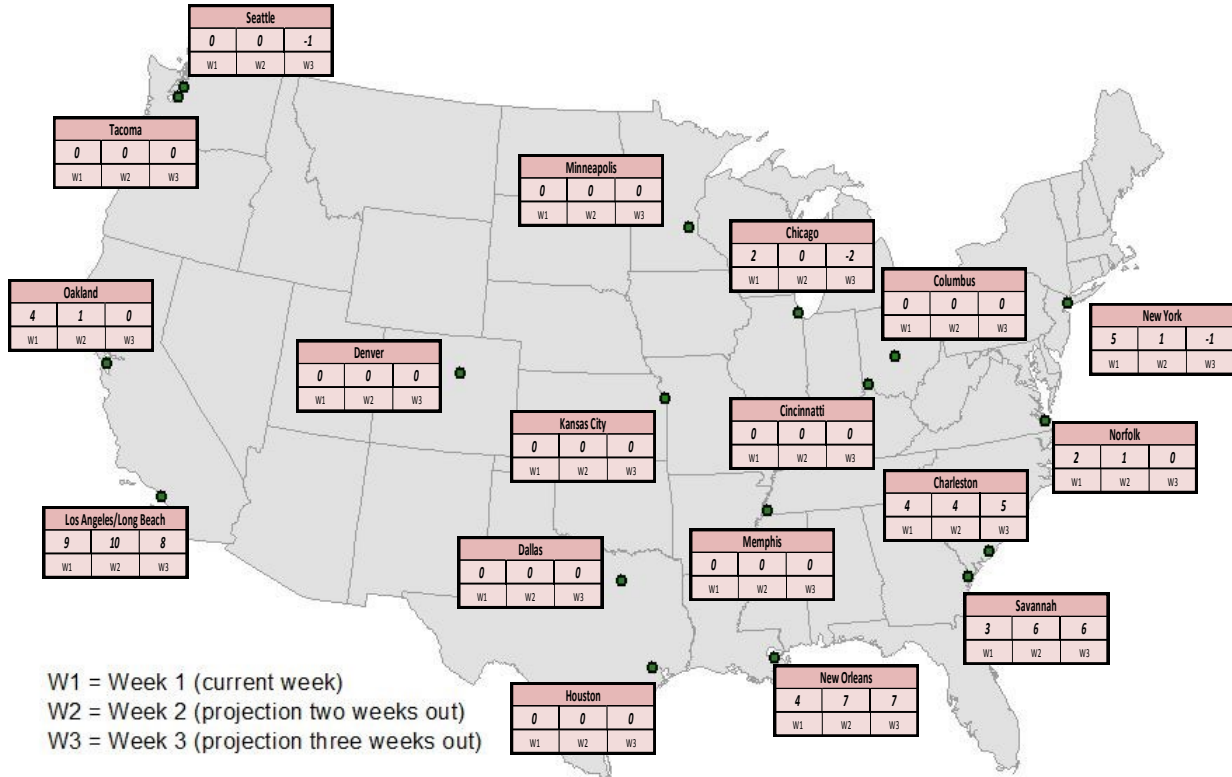 Seattle
0 0 -1
W1 W2 W3
Tacoma
0 0 0
W1 W2 W3
Minneapolis
0 0 0
W1 W2 W3
Chicago
2 0 -2
W1 W2 W3
Columbus
0 0 0
W1 W2 W3
Oakland
4 1 0
W1 W2 W3
New York
5 1 -1
W1 W2 W3
Denver
0 0 0
W1 W2 W3
Kansas City
0 0 0
W1 W2 W3
Cincinnatti
0 0 0
W1 W2 W3
Norfolk
2 1 0
W1 W2 W3
Charleston
4 4 5
W1 W2 W3
Los Angeles/Long Beach
9 10 8
W1 W2 W3
Dallas
0 0 0
W1 W2 W3
Memphis
0 0 0
W1 W2 W3
Savannah
3 6 6
W1 W2 W3
New Orleans
4 7 7
W1 W2 W3
Houston
0 0 0
W1 W2 W3
W1 = Week 1 (current week)
W2 = Week 2 (projection two weeks out)
W3 = Week 3 (projection three weeks out)